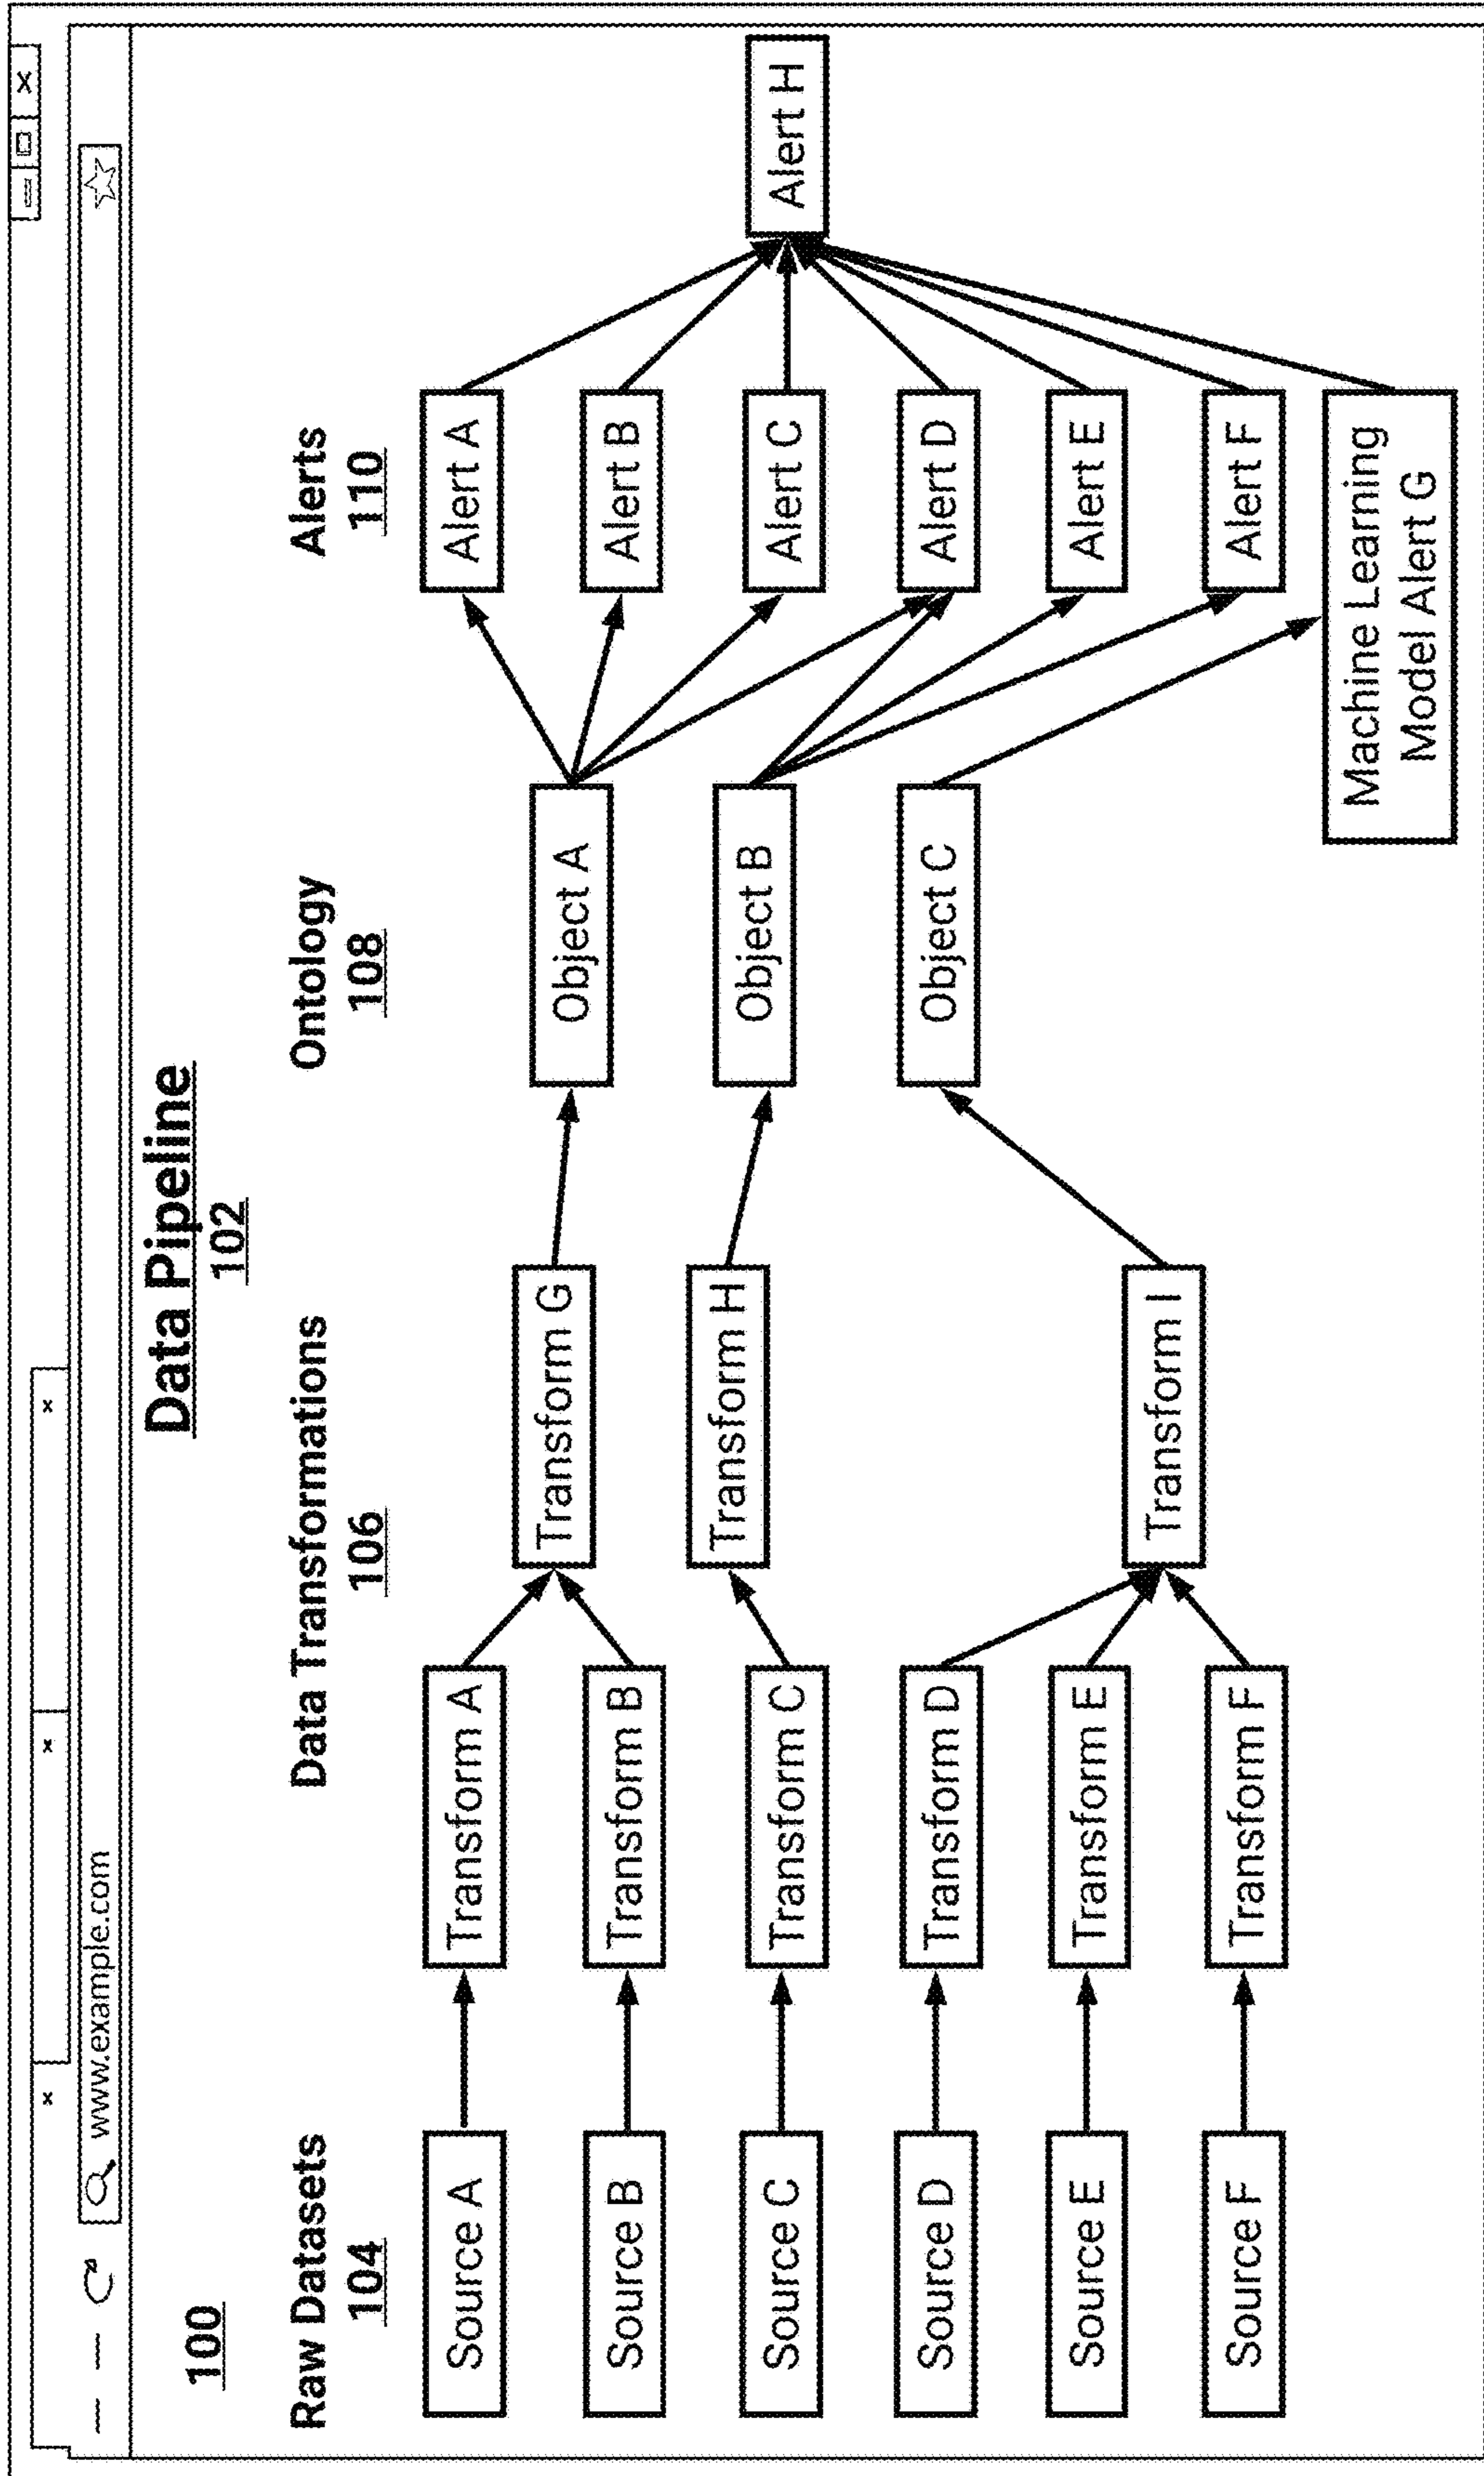 x
x
x
www.example.com
100
Data Pipeline
102
Raw Datasets
104
Data Transformations
106
Ontology
108
Alerts
110
Source A
Source B
Source C
Source D
Source E
Source F
Transform A
Transform B
Transform C
Transform D
Transform E
Transform F
Transform G
Transform H
Transform I
Object A
Object B
Object C
Alert A
Alert B
Alert C
Alert D
Alert E
Alert F
Machine Learning
Model Alert G
Alert H